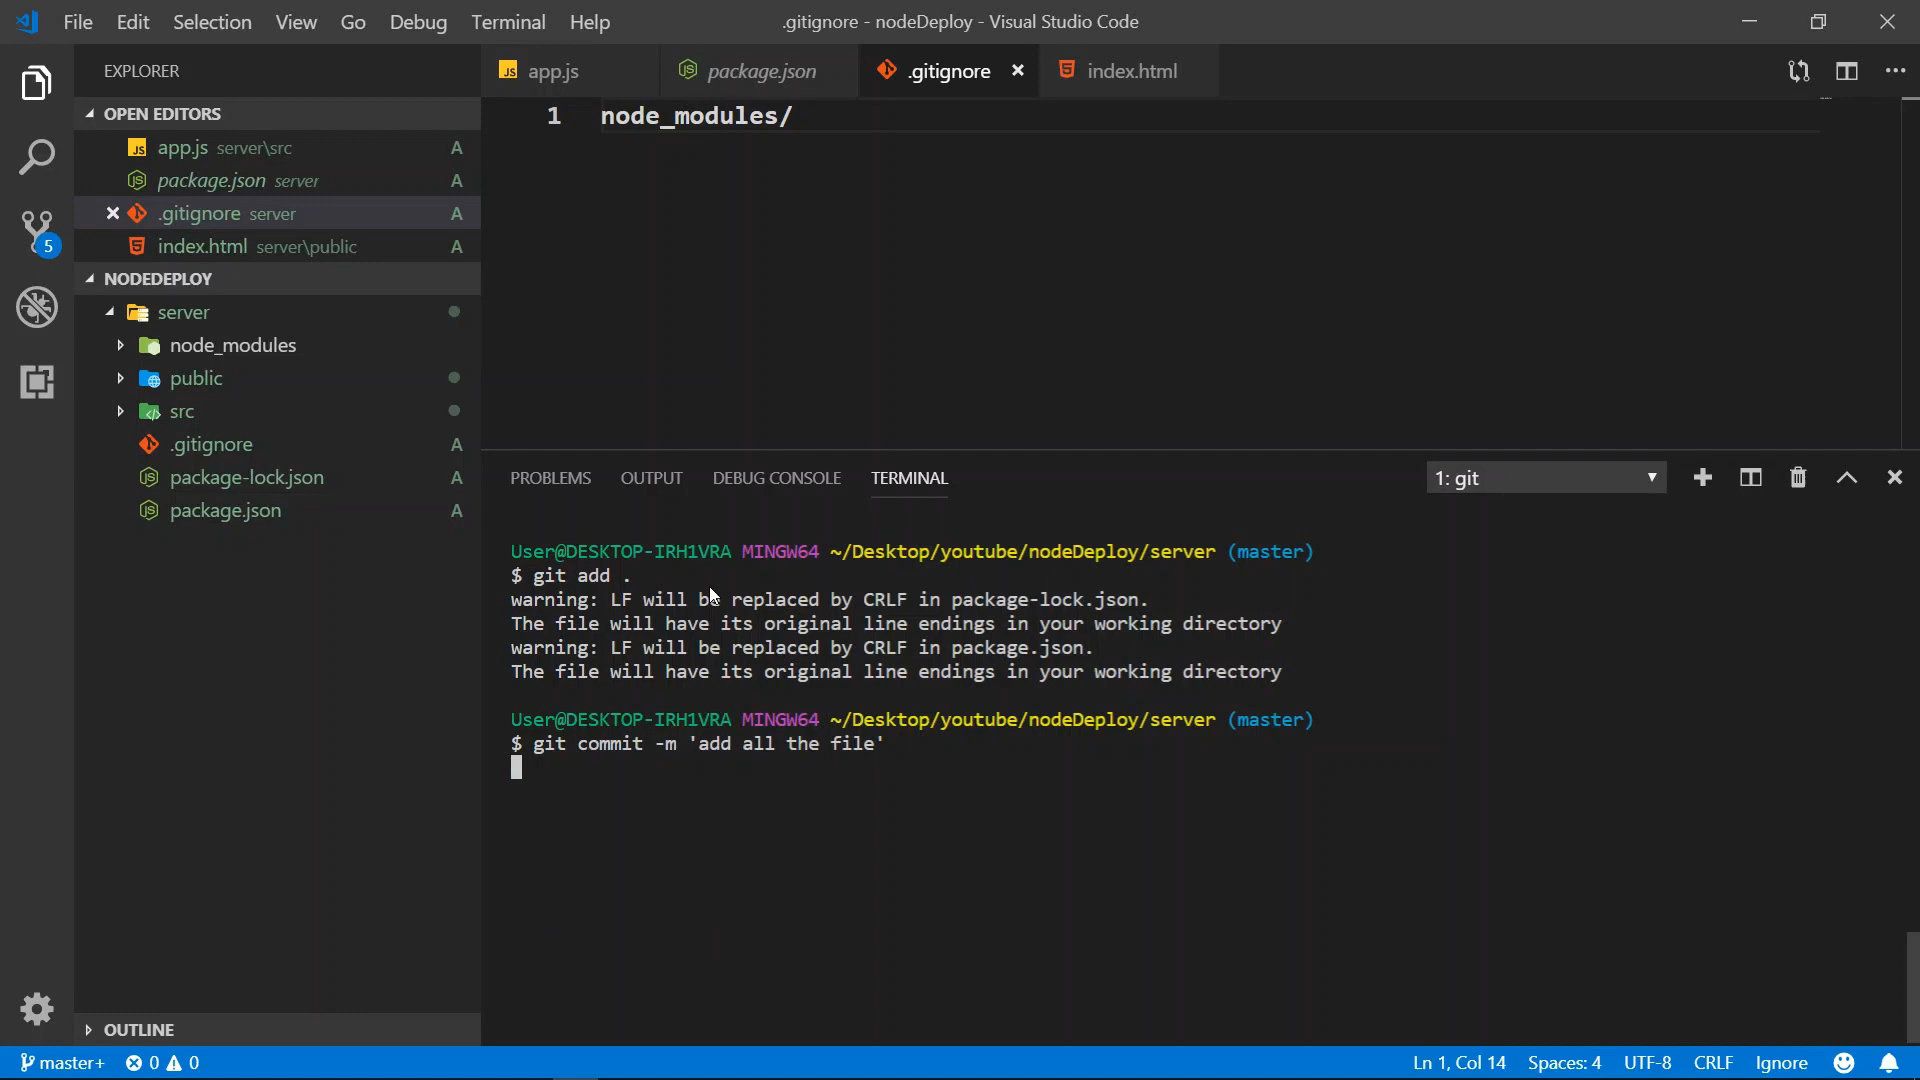 File Edit Selection View Go Debug Terminal Help
.gitignore - nodeDeploy - Visual Studio Code
EXPLORER
JS app.js
package.json
.gitignore
index.html
OPEN EDITORS
JS app.js server\src A
package.json server A
.gitignore server A
5
index.html server\public A
NODEDEPLOY
server
node_modules
public
src
.gitignore A
package-lock.json A
package.json A
1 node_modules/
PROBLEMS OUTPUT DEBUG CONSOLE TERMINAL
1: git
User@DESKTOP-IRH1VRA MINGW64 ~/Desktop/youtube/nodeDeploy/server (master)
$ git add .
warning: LF will be replaced by CRLF in package-lock.json.
The file will have its original line endings in your working directory
warning: LF will be replaced by CRLF in package.json.
The file will have its original line endings in your working directory
User@DESKTOP-IRH1VRA MINGW64 ~/Desktop/youtube/nodeDeploy/server (master)
$ git commit -m 'add all the file'
OUTLINE
master+ 0 0
Ln 1, Col 14 Spaces: 4 UTF-8 CRLF Ignore